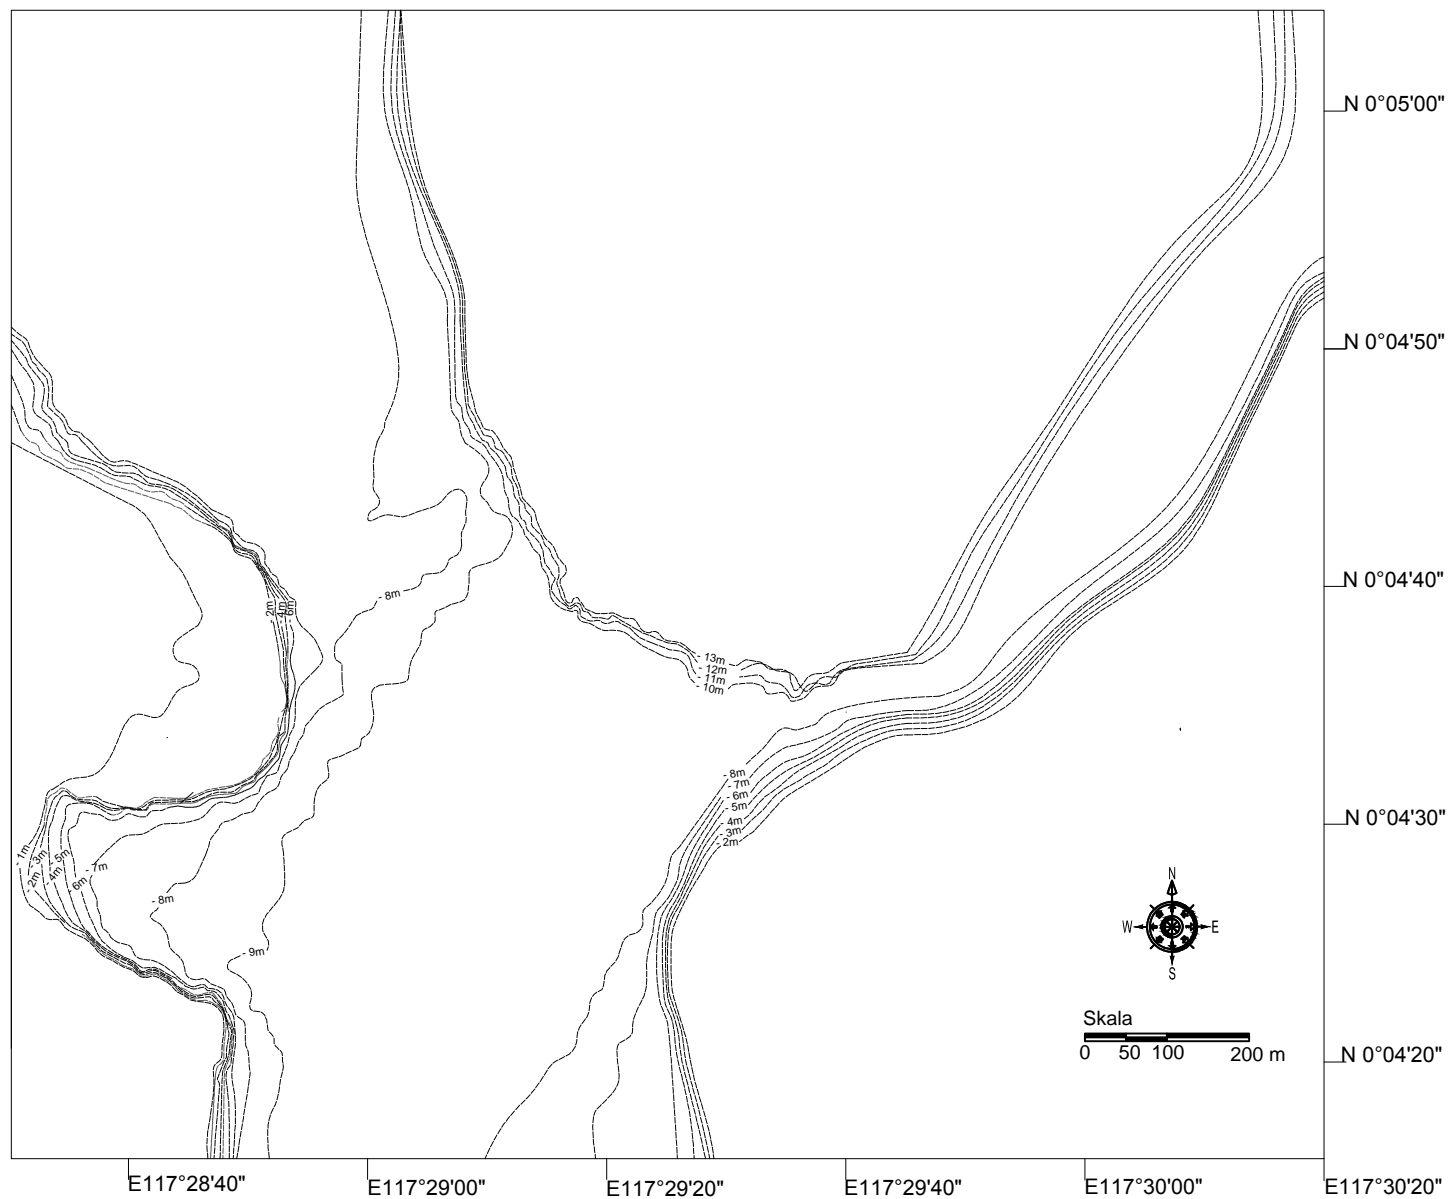 N 0°05'00"
N 0°04'50"
N 0°04'40"
- 2m
- 4m
- 6m
- 8m
- 13m
- 12m
- 11m
- 10m
- 8m
- 7m
- 6m
- 5m
- 4m
- 3m
- 2m
N 0°04'30"
- 1m
- 2m
- 3m
- 4m
- 5m
- 6m
- 7m
- 8m
- 9m
N
W
E
S
Skala
0 50 100 200 m
N 0°04'20"
E117°28'40" E117°29'00" E117°29'20" E117°29'40" E117°30'00" E117°30'20"